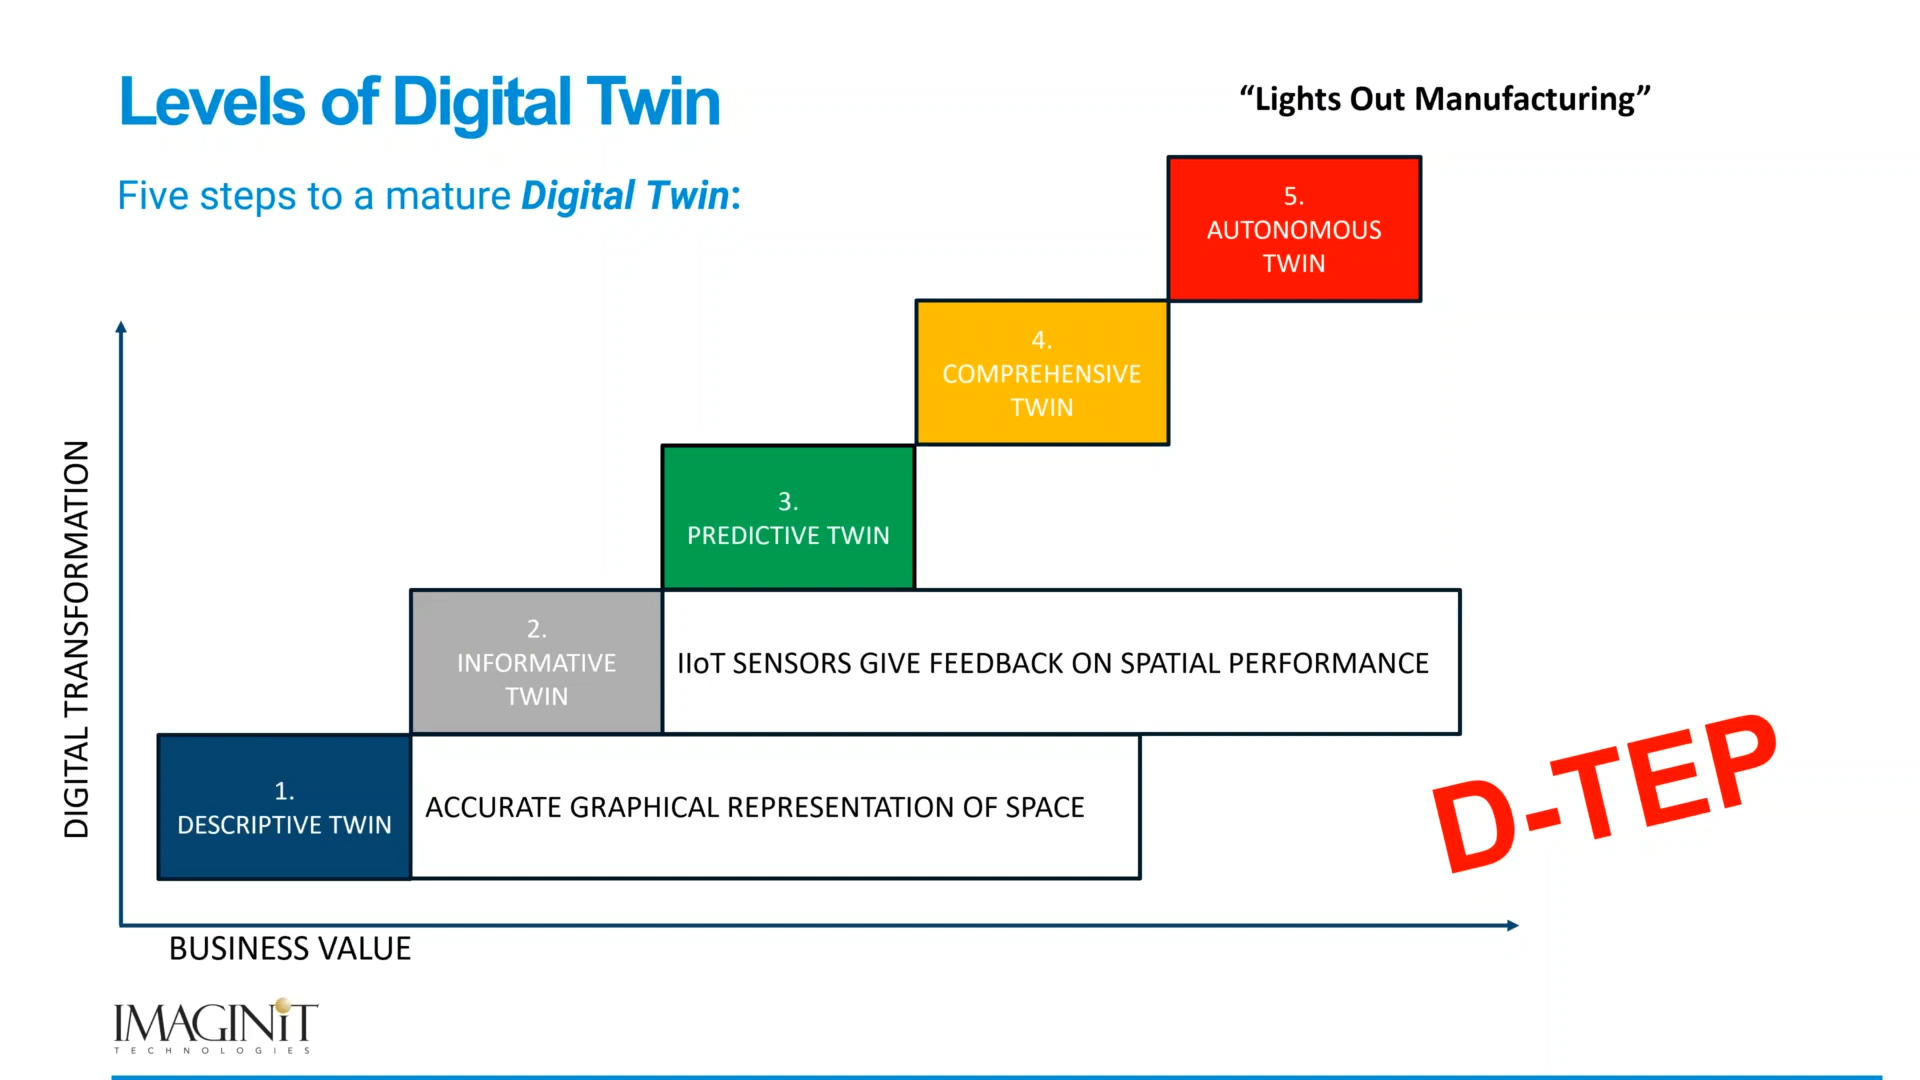 Levels of Digital Twin
“Lights Out Manufacturing”
Five steps to a mature Digital Twin:
5.
AUTONOMOUS
TWIN
4.
COMPREHENSIVE
TWIN
3.
PREDICTIVE TWIN
2.
INFORMATIVE
TWIN
IIoT SENSORS GIVE FEEDBACK ON SPATIAL PERFORMANCE
1.
DESCRIPTIVE TWIN
ACCURATE GRAPHICAL REPRESENTATION OF SPACE
D-TEP
DIGITAL TRANSFORMATION
BUSINESS VALUE
IMAGINiT
TECHNOLOGIES